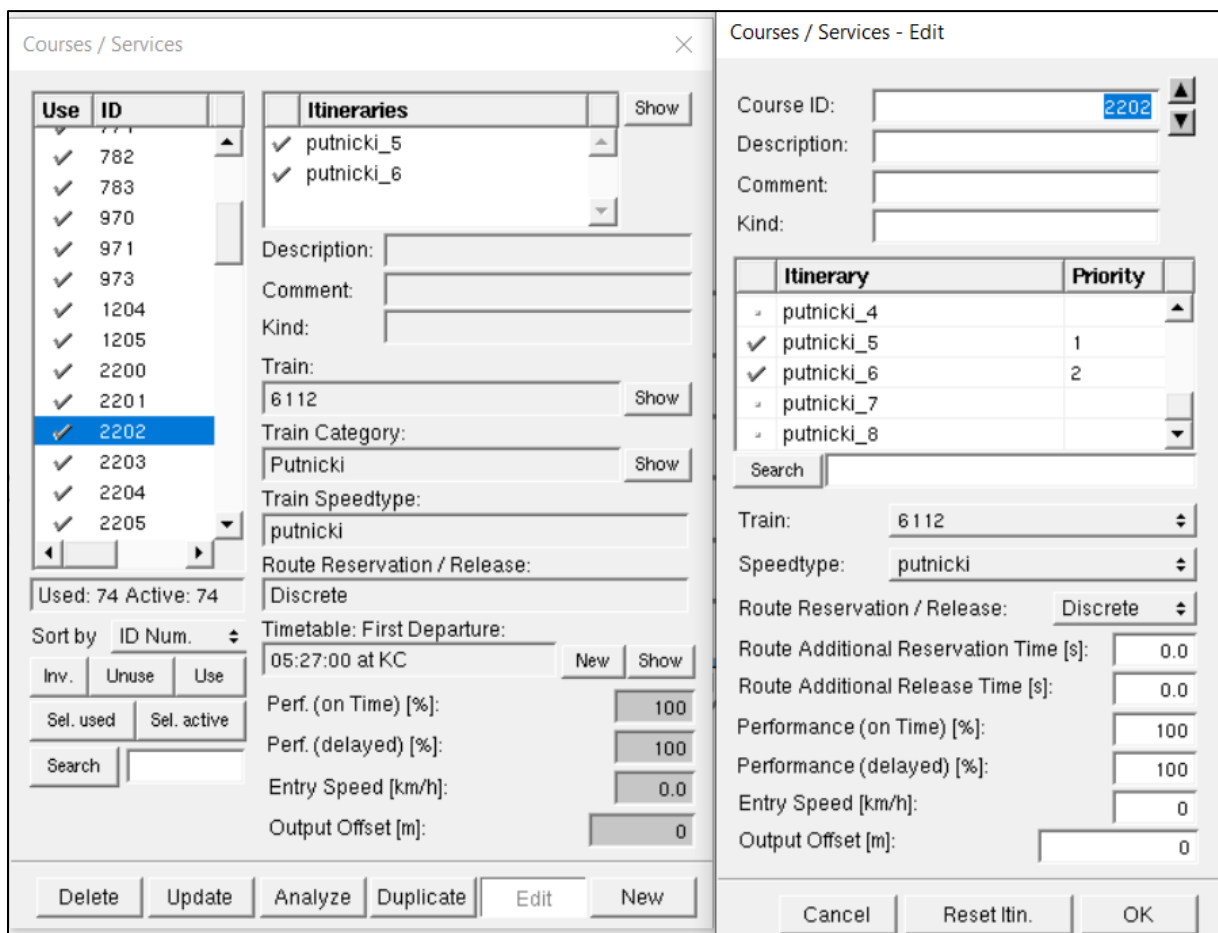 Courses / Services
Use ID
782
783
970
971
973
1204
1205
2200
2201
2202
2203
2204
2205
Used: 74 Active: 74
Sort by ID Num.
Inv. Unuse Use
Sel. used Sel. active
Search
Itineraries Show
putnicki_5
putnicki_6
Description:
Comment:
Kind:
Train:
6112 Show
Train Category:
Putnicki Show
Train Speedtype:
putnicki
Route Reservation / Release:
Discrete
Timetable: First Departure:
05:27:00 at KC New Show
Perf. (on Time) [%]: 100
Perf. (delayed) [%]: 100
Entry Speed [km/h]: 0.0
Output Offset [m]: 0
Delete Update Analyze Duplicate Edit New
Courses / Services - Edit
Course ID: 2202
Description:
Comment:
Kind:
Itinerary Priority
putnicki_4
putnicki_5 1
putnicki_6 2
putnicki_7
putnicki_8
Search
Train: 6112
Speedtype: putnicki
Route Reservation / Release: Discrete
Route Additional Reservation Time [s]: 0.0
Route Additional Release Time [s]: 0.0
Performance (on Time) [%]: 100
Performance (delayed) [%]: 100
Entry Speed [km/h]: 0
Output Offset [m]: 0
Cancel Reset Itin. OK